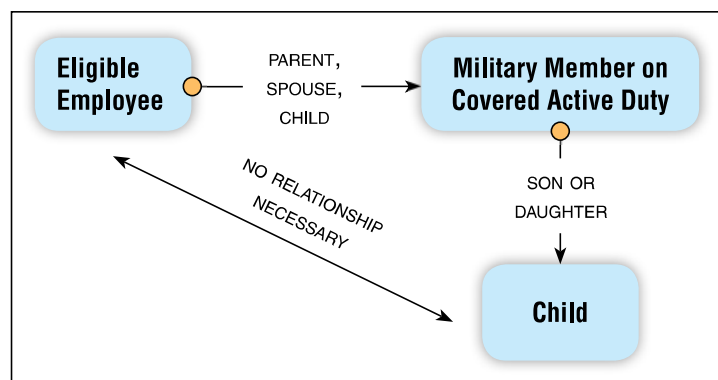 Eligible
Employee
PARENT,
SPOUSE,
CHILD
Military Member on
Covered Active Duty
NO RELATIONSHIP
NECESSARY
SON OR
DAUGHTER
Child